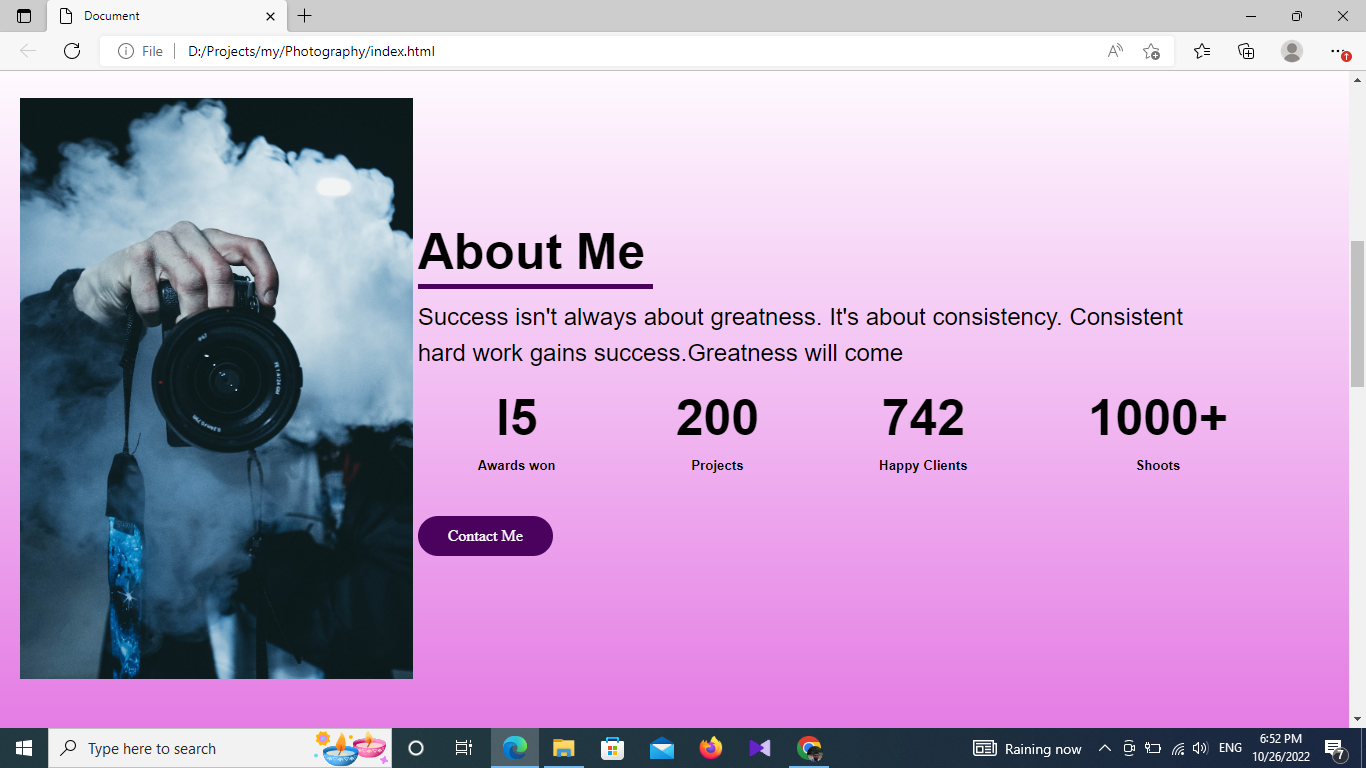 Document
File
D:/Projects/my/Photography/index.html
About Me
Success isn't always about greatness. It's about consistency. Consistent
hard work gains success.Greatness will come
l5 200 742 1000+
Awards won Projects Happy Clients Shoots
Contact Me
Type here to search
Raining now
ENG
6:52 PM
10/26/2022
7